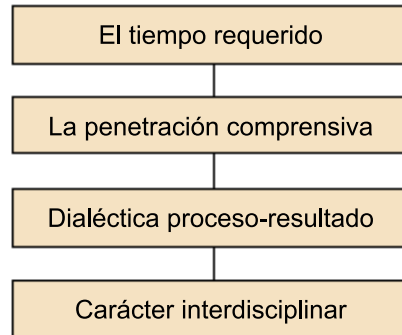 El tiempo requerido
La penetración comprensiva
Dialéctica proceso-resultado
Carácter interdisciplinar